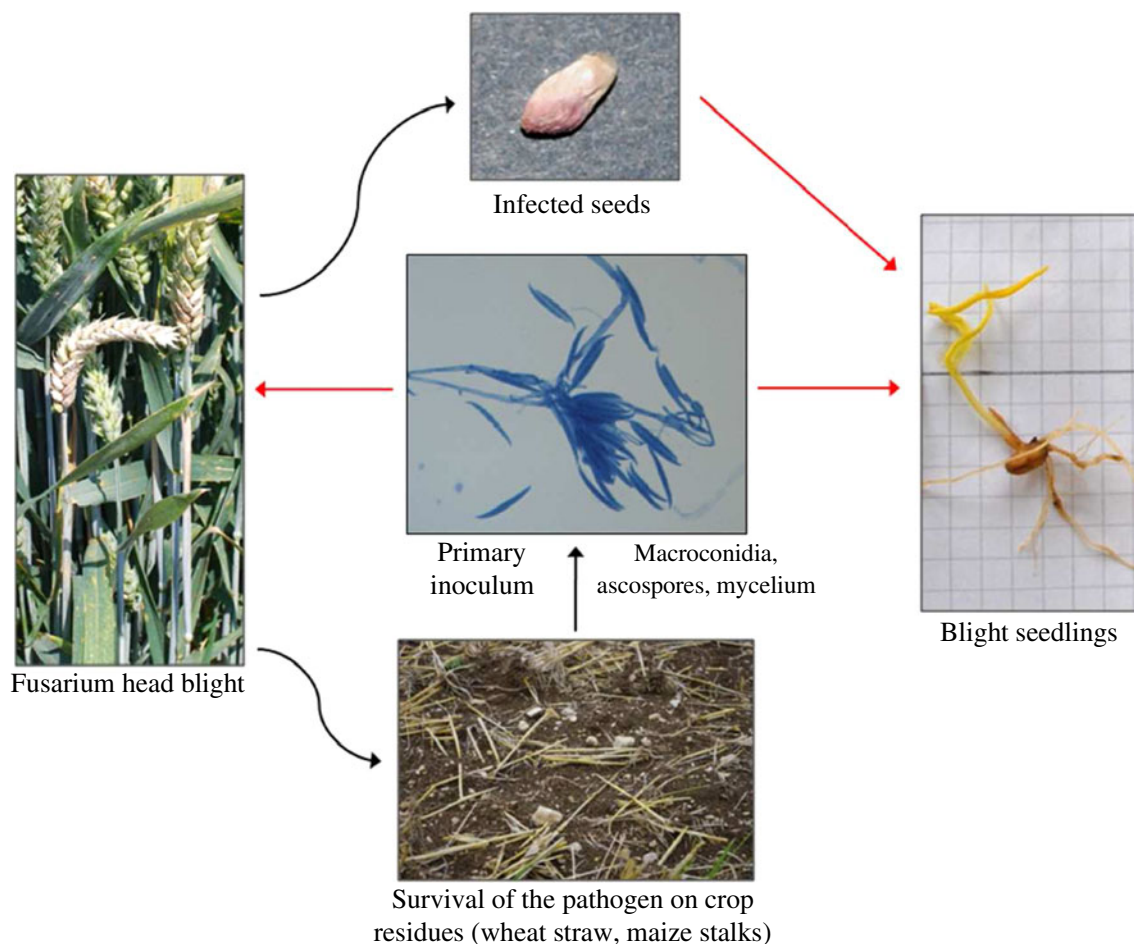 Infected seeds
Primary
inoculum
Macroconidia,
ascospores, mycelium
Blight seedlings
Fusarium head blight
Survival of the pathogen on crop
residues (wheat straw, maize stalks)